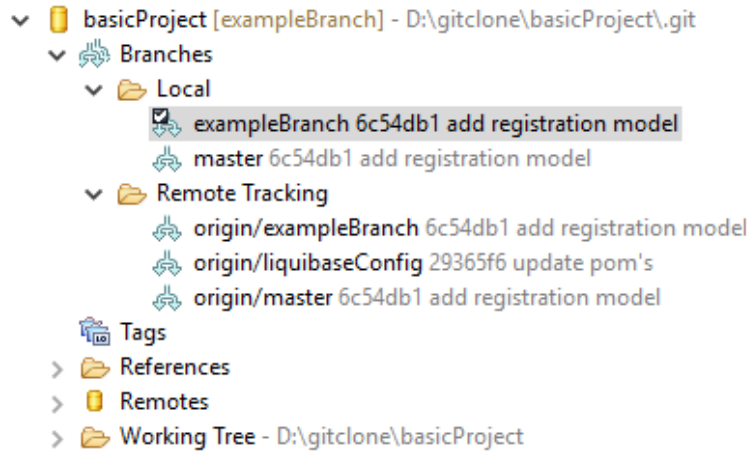 basicProject [exampleBranch] - D:\gitclone\basicProject\.git
Branches
Local
exampleBranch 6c54db1 add registration model
master 6c54db1 add registration model
Remote Tracking
origin/exampleBranch 6c54db1 add registration model
origin/liquibaseConfig 29365f6 update pom's
origin/master 6c54db1 add registration model
Tags
References
Remotes
Working Tree - D:\gitclone\basicProject